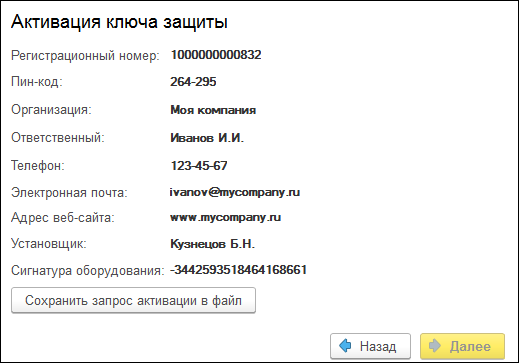 Активация ключа защиты
Регистрационный номер: 1000000000832
Пин-код: 264-295
Организация: Моя компания
Ответственный: Иванов И.И.
Телефон: 123-45-67
Электронная почта: ivanov@mycompany.ru
Адрес веб-сайта: www.mycompany.ru
Установщик: Кузнецов Б.Н.
Сигнатура оборудования: -3442593518464168661
Сохранить запрос активации в файл
Назад Далее